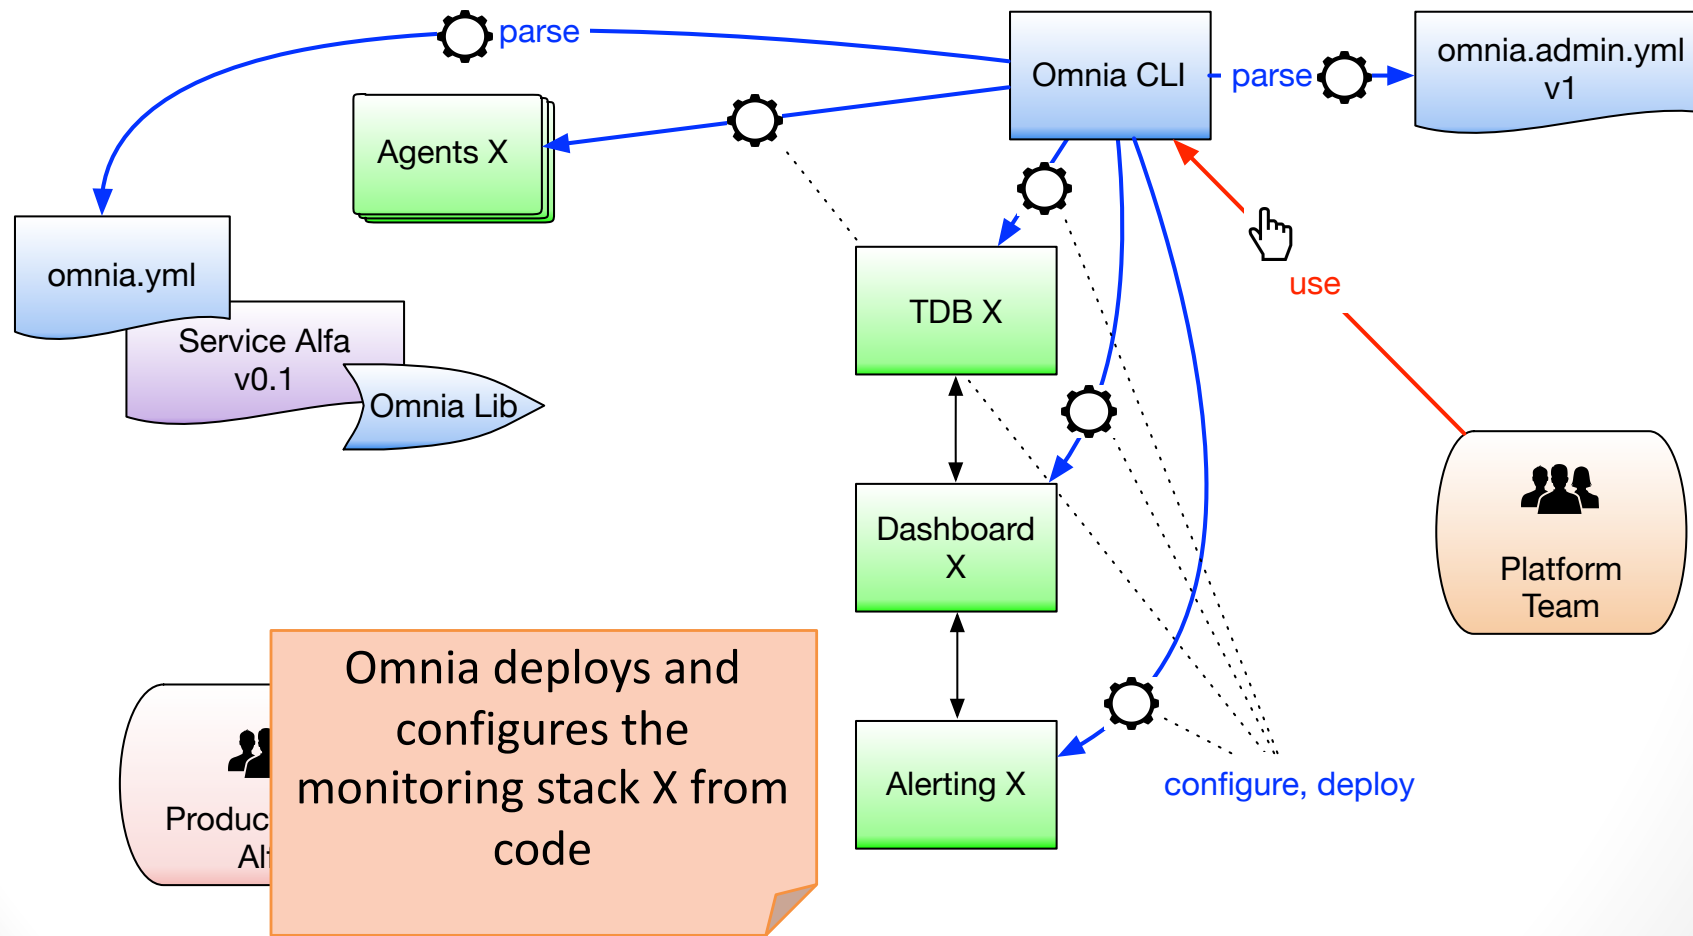 parse
Omnia CLI
parse
omnia.admin.yml
v1
Agents X
omnia.yml
use
TDB X
Service Alfa
v0.1
Omnia Lib
Dashboard
X
Platform
Team
Omnia deploys and
configures the
monitoring stack X from
code
Alerting X
configure, deploy